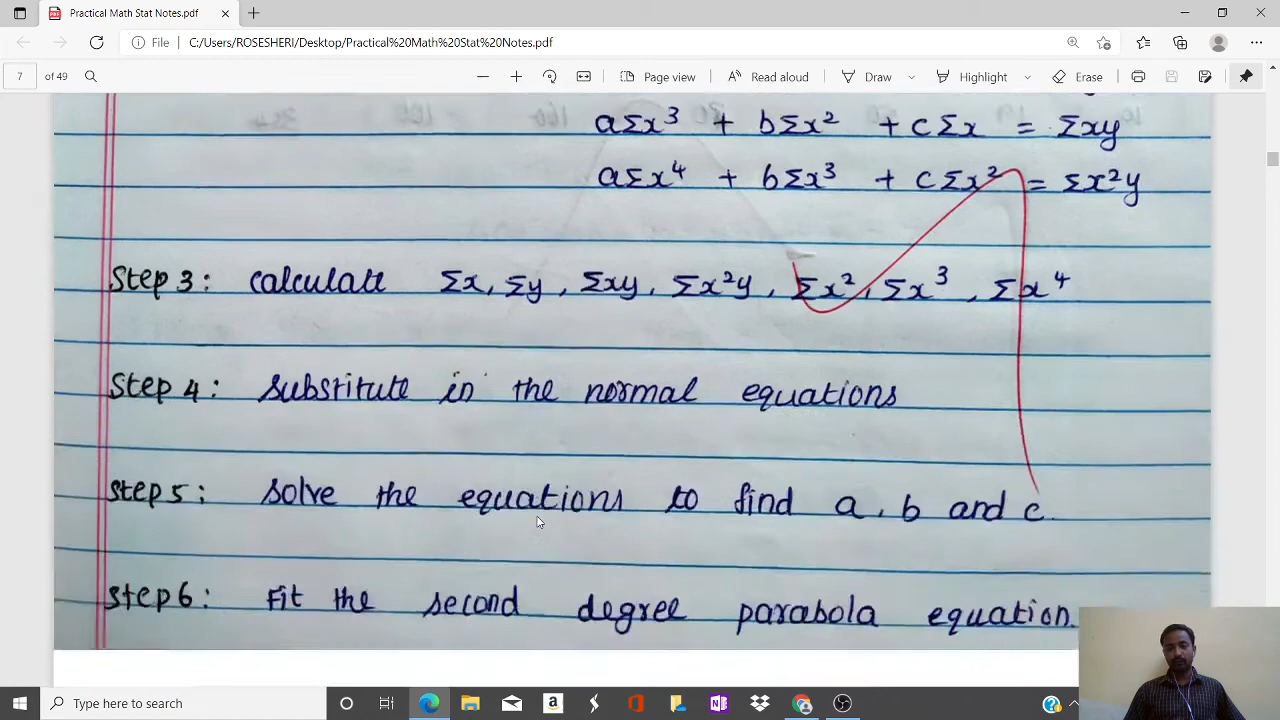 Practical Math Stat Notes.pdf
File C:/Users/ROSESHERI/Desktop/Practical%20Math%20Stat%20Notes.pdf
7 of 49 Page view Read aloud Draw Highlight Erase
aΣx³ + bΣx² + cΣx = Σxy
aΣx⁴ + bΣx³ + cΣx² = Σx²y
Step 3: calculate Σx, Σy, Σxy, Σx²y, Σx², Σx³, Σx⁴
Step 4: substitute in the normal equations
Step 5: solve the equations to find a, b and c.
Step 6: Fit the second degree parabola equation.
Type here to search